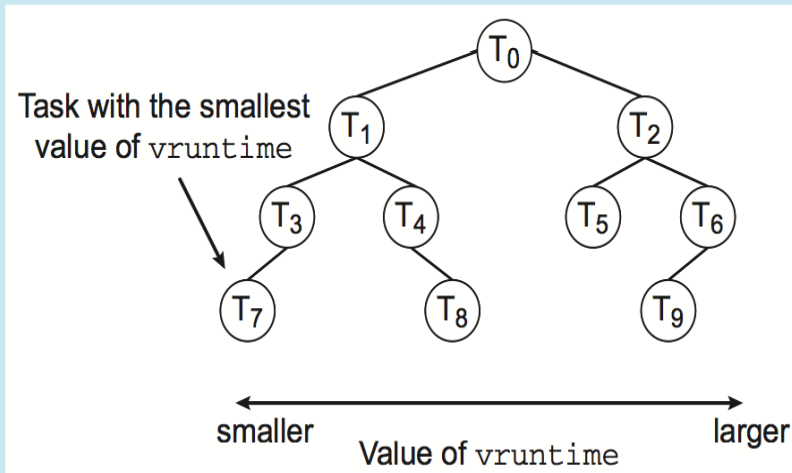 T0
Task with the smallest
value of vruntime
T1
T2
T3
T4
T5
T6
T7
T8
T9
smaller
larger
Value of vruntime